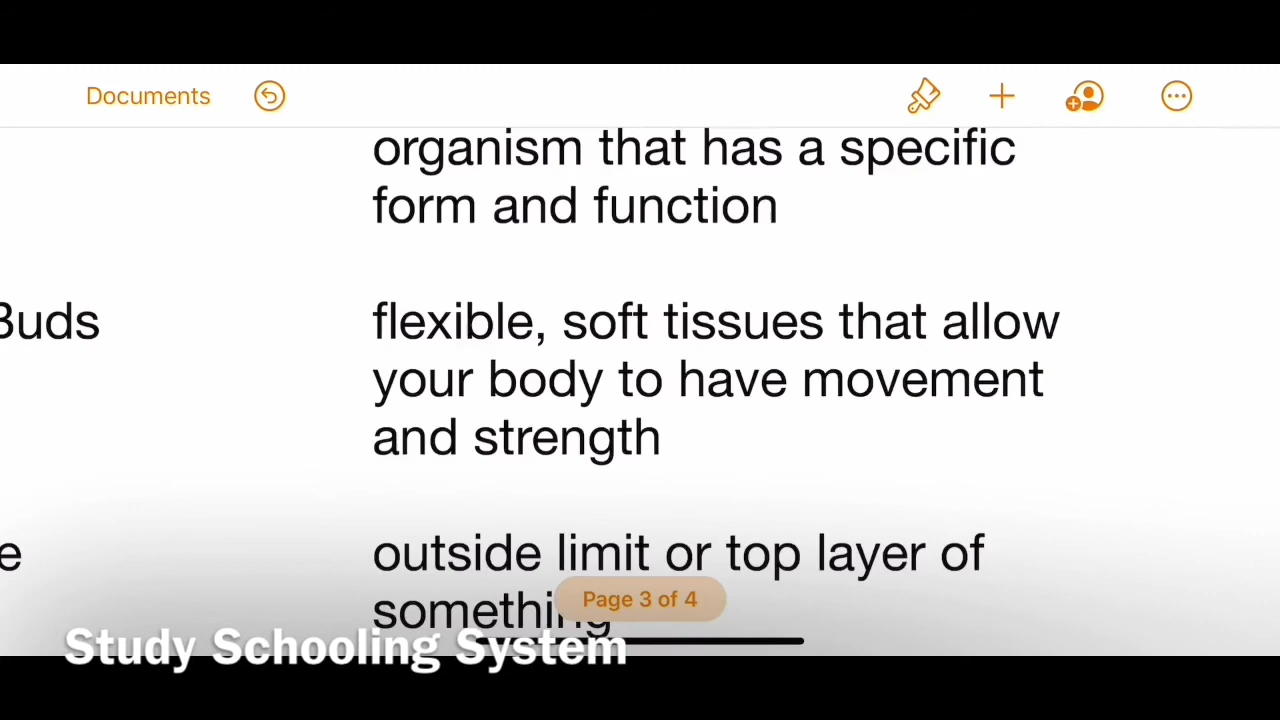 Documents
organism that has a specific
form and function
Buds
flexible, soft tissues that allow
your body to have movement
and strength
e
outside limit or top layer of
something
Page 3 of 4
Study Schooling System